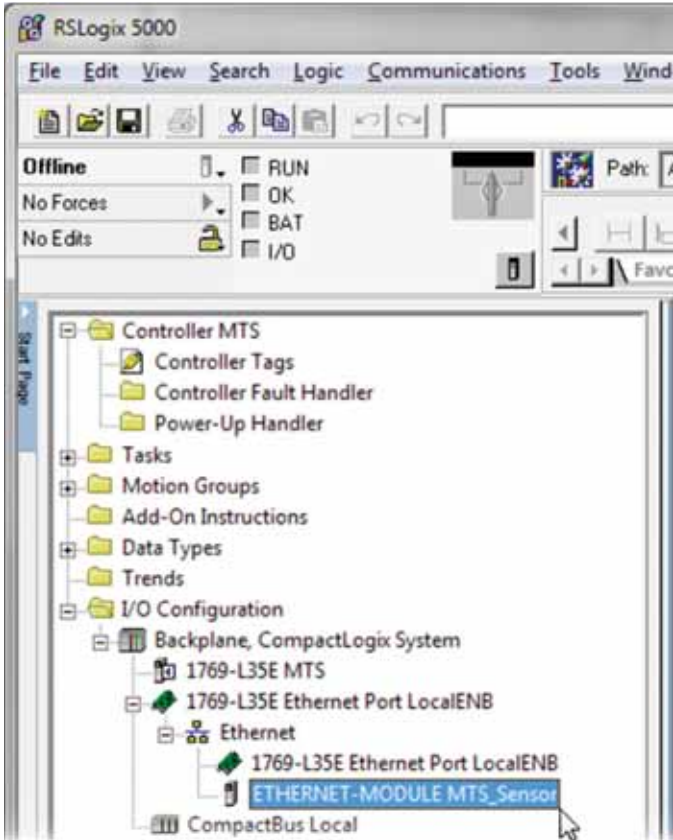 RSLogix 5000
File Edit View Search Logic Communications Tools Wind
Offline RUN
No Forces OK
No Edits BAT
I/O
Path: A
Favo
Start Page
Controller MTS
Controller Tags
Controller Fault Handler
Power-Up Handler
Tasks
Motion Groups
Add-On Instructions
Data Types
Trends
I/O Configuration
Backplane, CompactLogix System
1769-L35E MTS
1769-L35E Ethernet Port LocalENB
Ethernet
1769-L35E Ethernet Port LocalENB
ETHERNET-MODULE MTS_Sensor
CompactBus Local